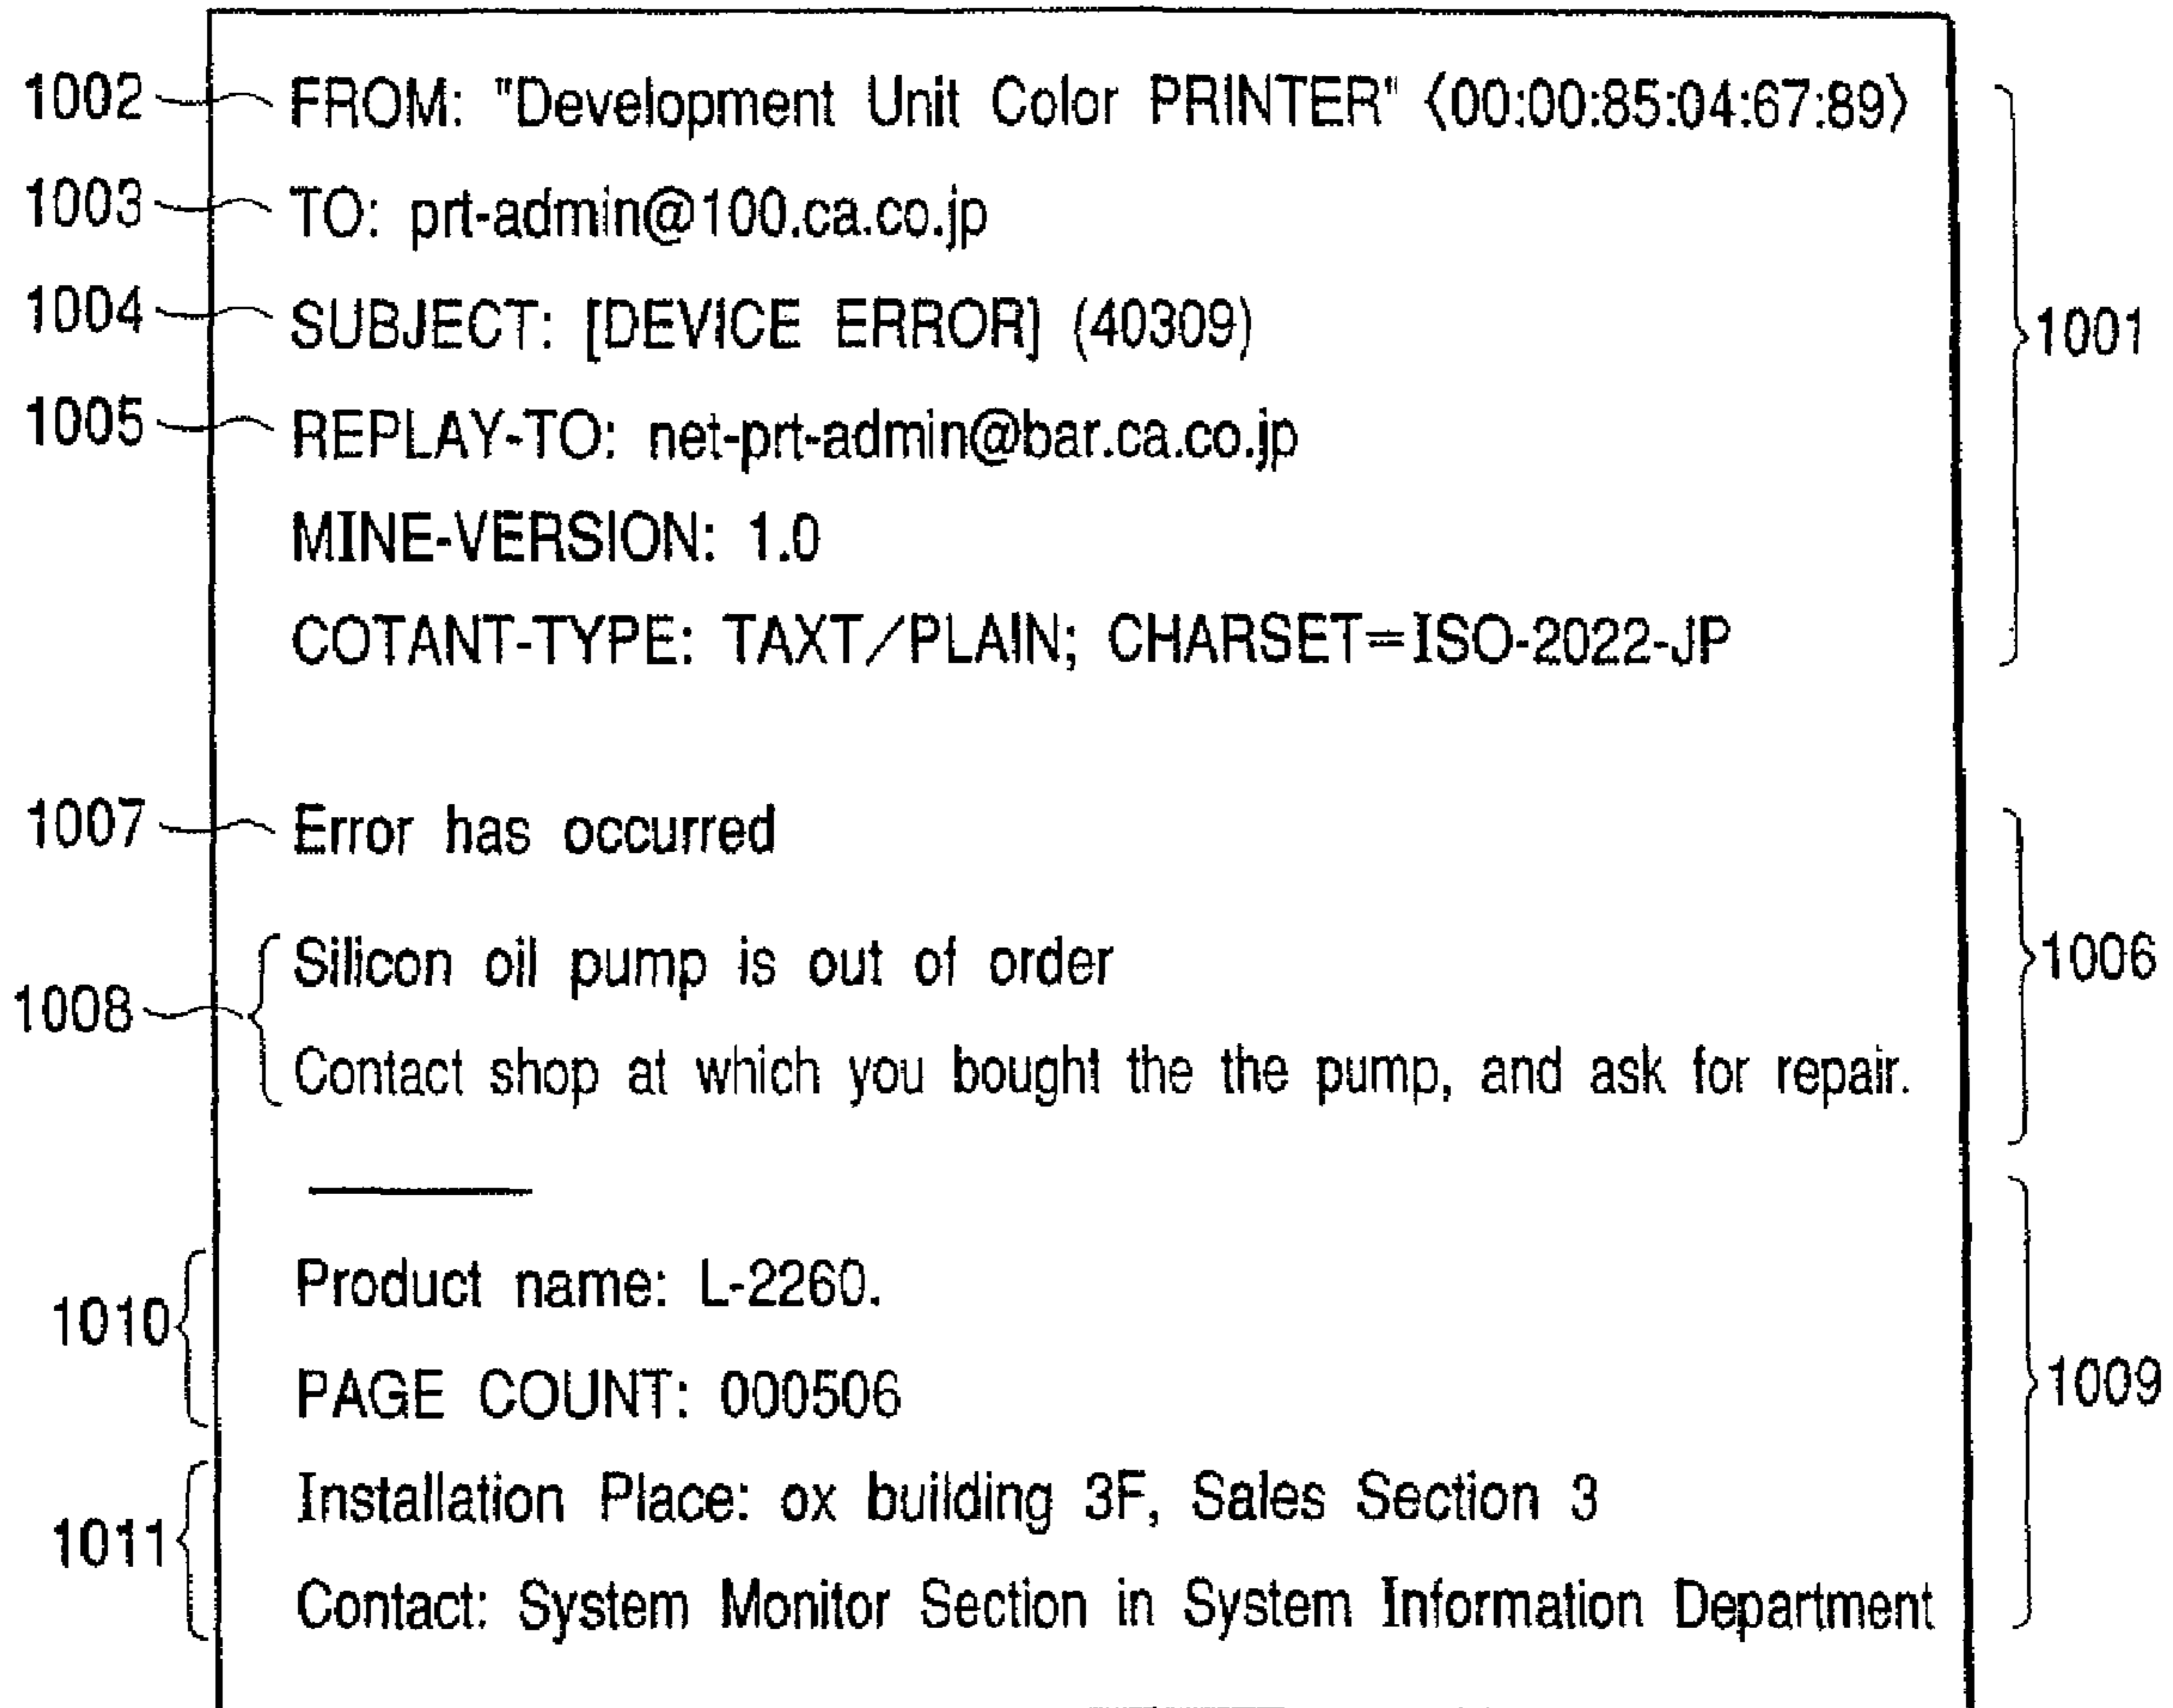 1002 FROM: "Development Unit Color PRINTER" 〈00:00:85:04:67:89〉
1003 TO: prt-admin@100.ca.co.jp
1004 SUBJECT: [DEVICE ERROR] (40309)
1001
1005 REPLAY-TO: net-prt-admin@bar.ca.co.jp
MINE-VERSION: 1.0
COTANT-TYPE: TAXT/PLAIN; CHARSET=ISO-2022-JP
1007 Error has occurred
Silicon oil pump is out of order
1006
1008
Contact shop at which you bought the the pump, and ask for repair.
Product name: L-2260.
1010
PAGE COUNT: 000506
1009
Installation Place: ox building 3F, Sales Section 3
1011
Contact: System Monitor Section in System Information Department